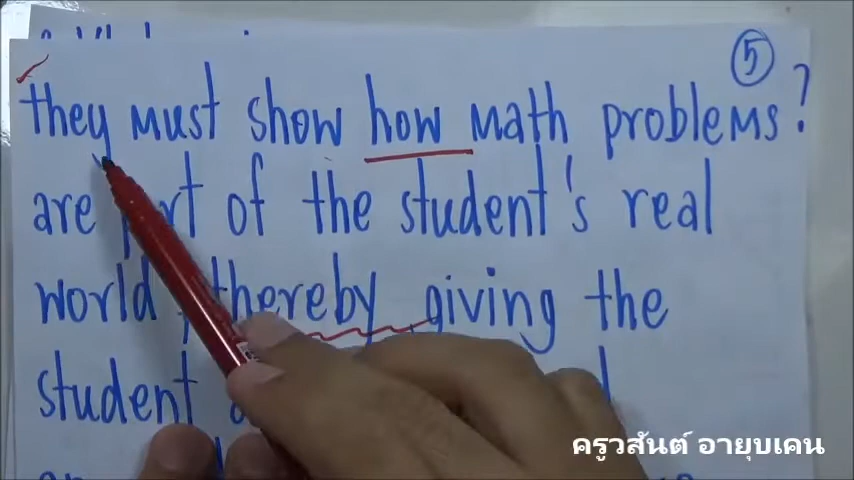 5
they must show how math problems?
are part of the student's real
world, thereby giving the
student
ครูวสันต์ อายุบเคน